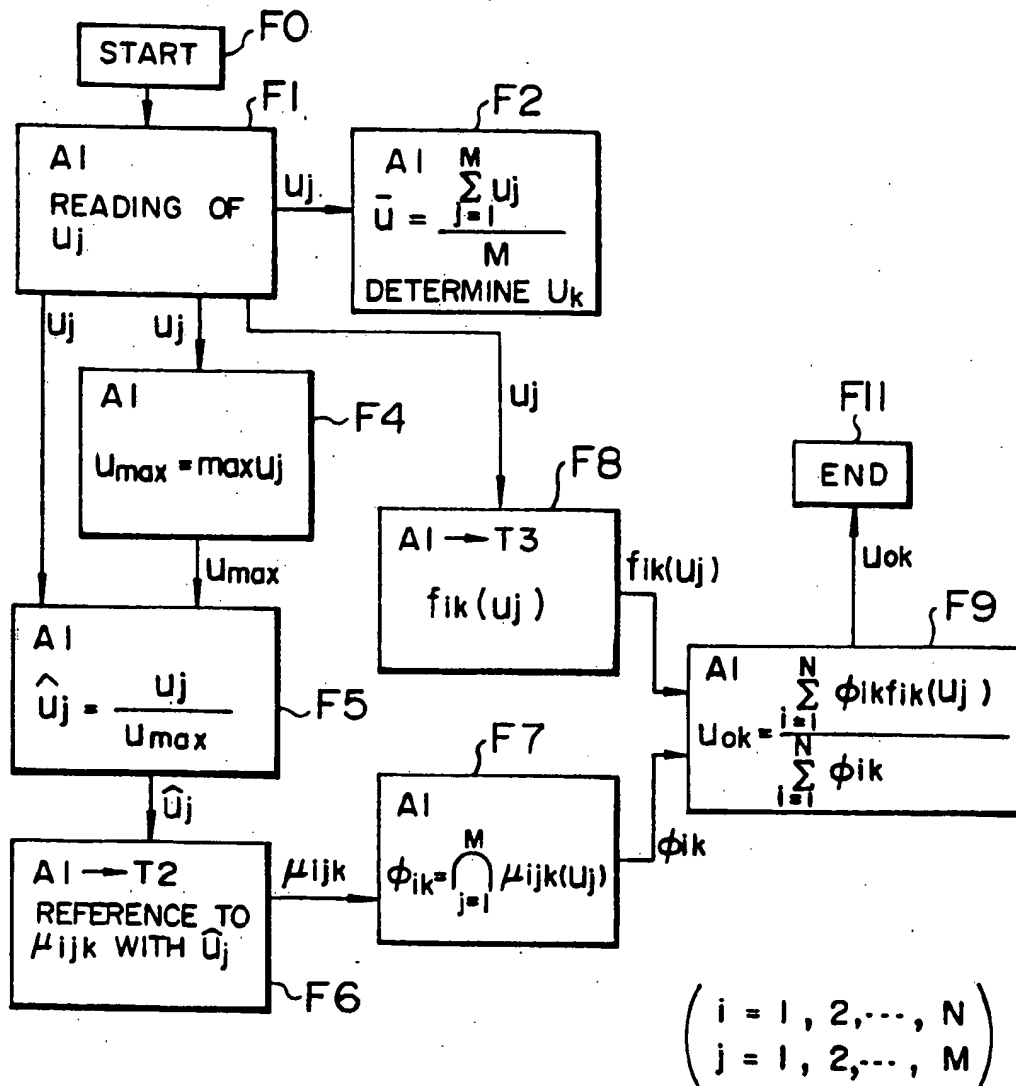 F0
START
F1
A1
READING OF
uj
uj
F2
A1
ū = M Σ j=1 uj / M
DETERMINE Uk
uj
uj
uj
A1
F4
umax = maxuj
umax
A1
ûj = uj / umax
F5
ûj
A1 → T2
REFERENCE TO
μijk WITH ûj
F6
μijk
F7
A1
ϕik = M ⋂ j=1 μijk(uj)
ϕik
F8
A1 → T3
fik(uj)
fik(uj)
F9
A1
uok = N Σ i=i ϕikfik(uj) / N Σ i=i ϕik
uok
F11
END
( i = 1, 2,···, N
j = 1, 2,···, M )